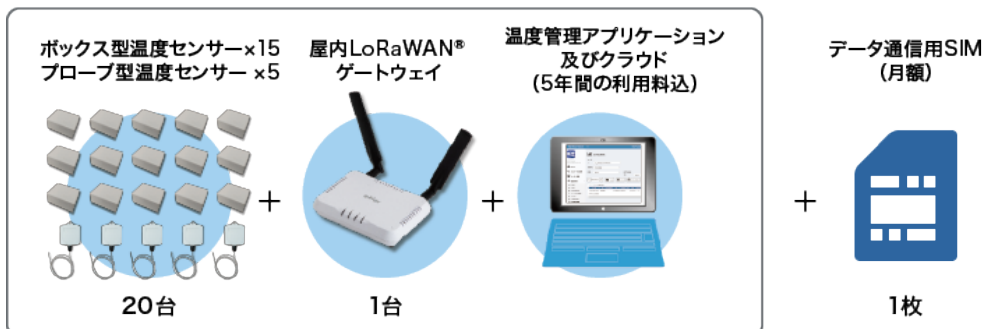 ボックス型温度センサー×15
プローブ型温度センサー ×5
屋内LoRaWAN®
ゲートウェイ
温度管理アプリケーション
及びクラウド
(5年間の利用料込)
データ通信用SIM
(月額)
+
+
+
20台
1台
1枚